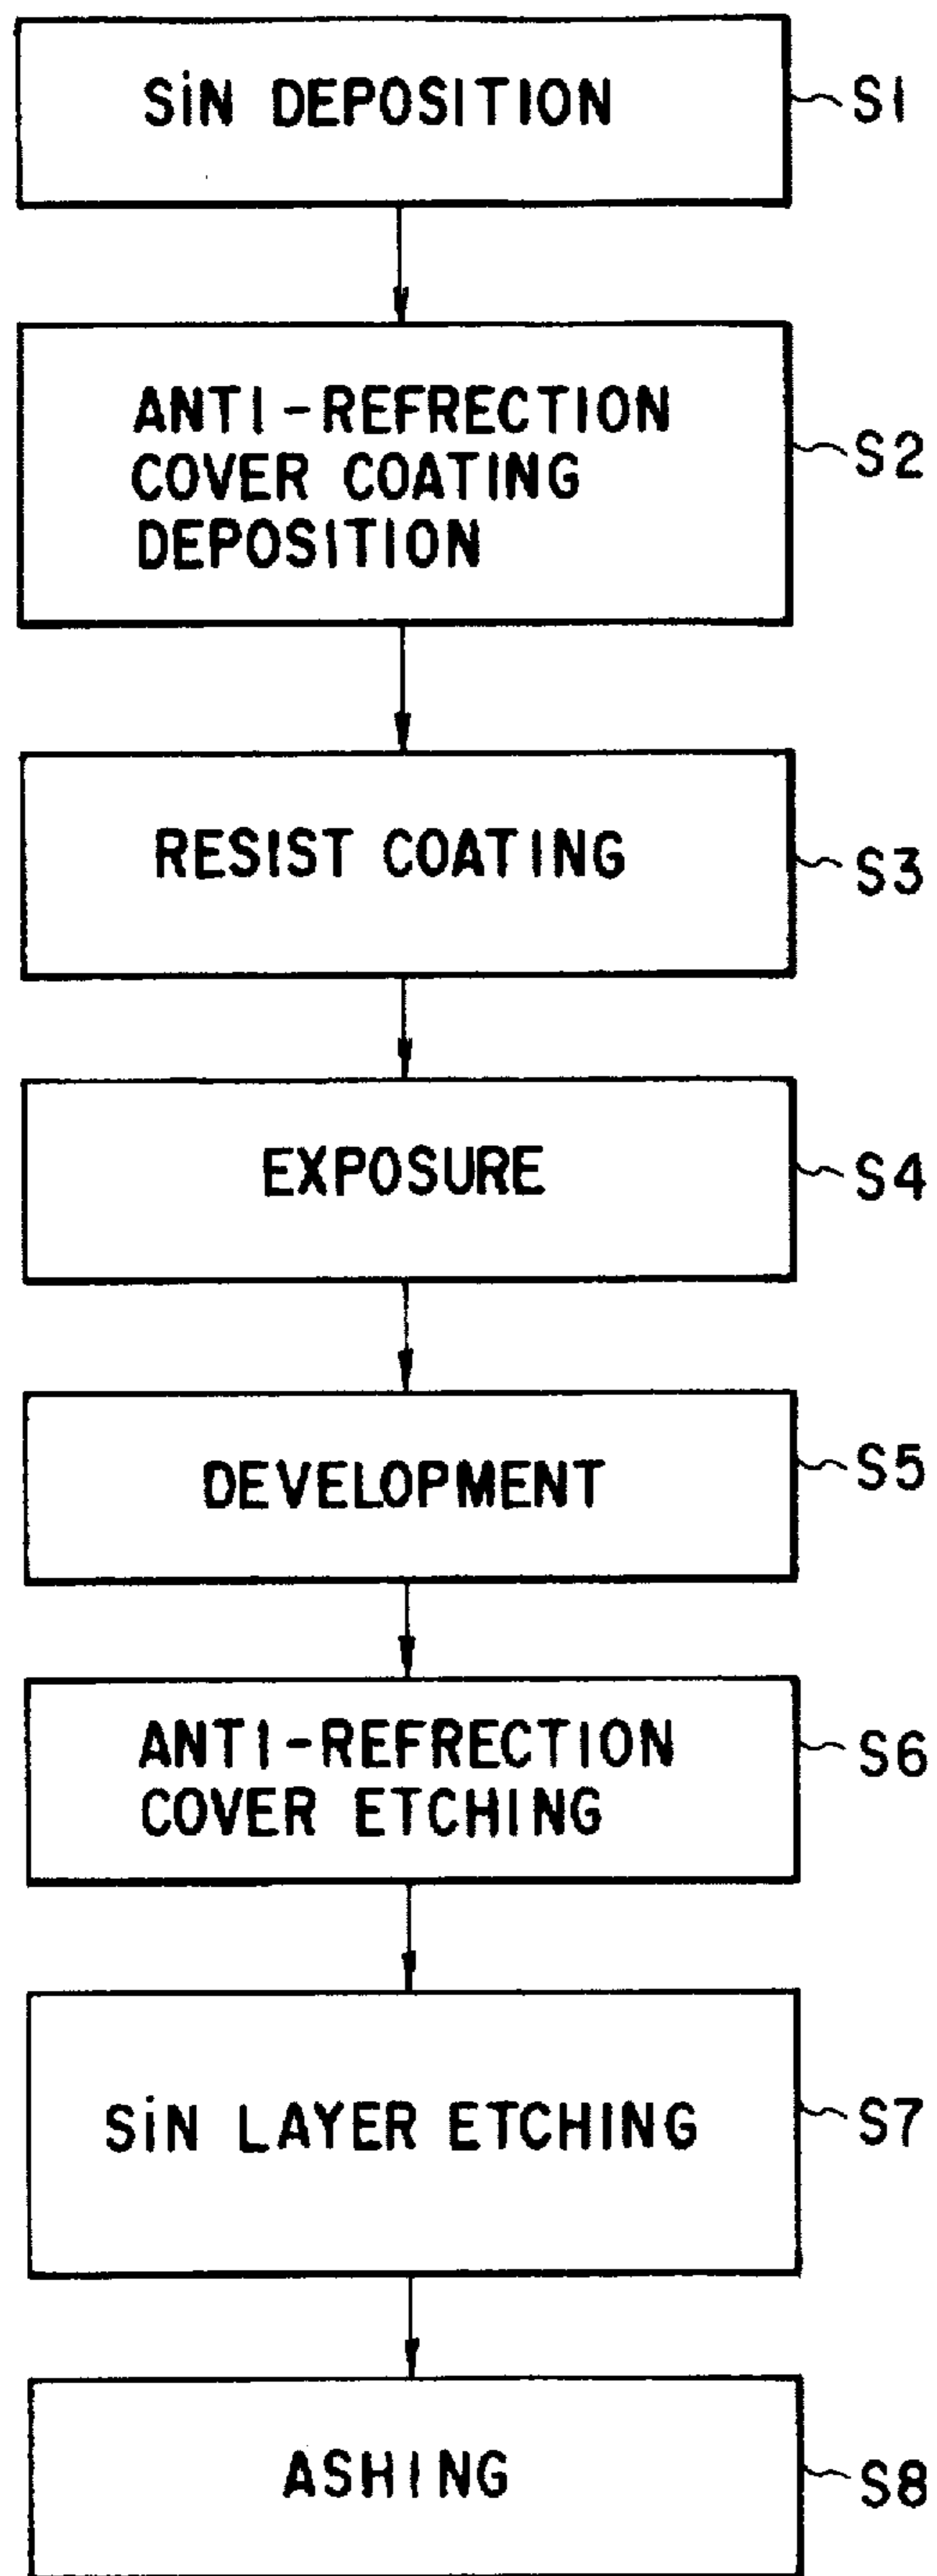 SiN DEPOSITION
S1
ANTI-REFRECTION
COVER COATING
DEPOSITION
S2
RESIST COATING
S3
EXPOSURE
S4
DEVELOPMENT
S5
ANTI-REFRECTION
COVER ETCHING
S6
SiN LAYER ETCHING
S7
ASHING
S8